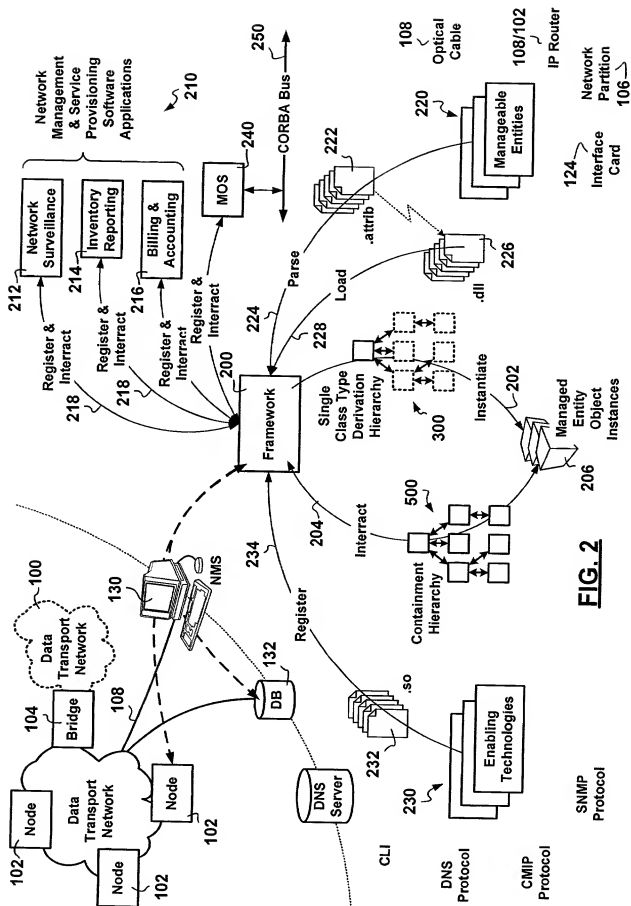 Network
Management
& Service
Provisioning
Software
Applications
210
212
Network
Surveillance
214
Inventory
Reporting
216
Billing &
Accounting
MOS
240
CORBA Bus
250
Register &
Interract
218
Register &
Interract
218
Register &
Interract
Register &
Interract
200
Framework
100
Data
Transport
Network
104
Bridge
108
130
NMS
132
DB
Node
102
Data
Transport
Network
Node
102
Node
102
DNS
Server
224
Parse
222
.attrib
228
Load
226
.dll
108
Optical
Cable
108/102
IP Router
220
Manageable
Entities
124
Interface
Card
Network
Partition
106
Single
Class Type
Derivation
Hierarchy
300
Instantiate
202
Managed
Entity
Object
Instances
206
204
Interract
500
Containment
Hierarchy
234
Register
.so
232
230
Enabling
Technologies
CLI
DNS
Protocol
CMIP
Protocol
SNMP
Protocol
FIG. 2